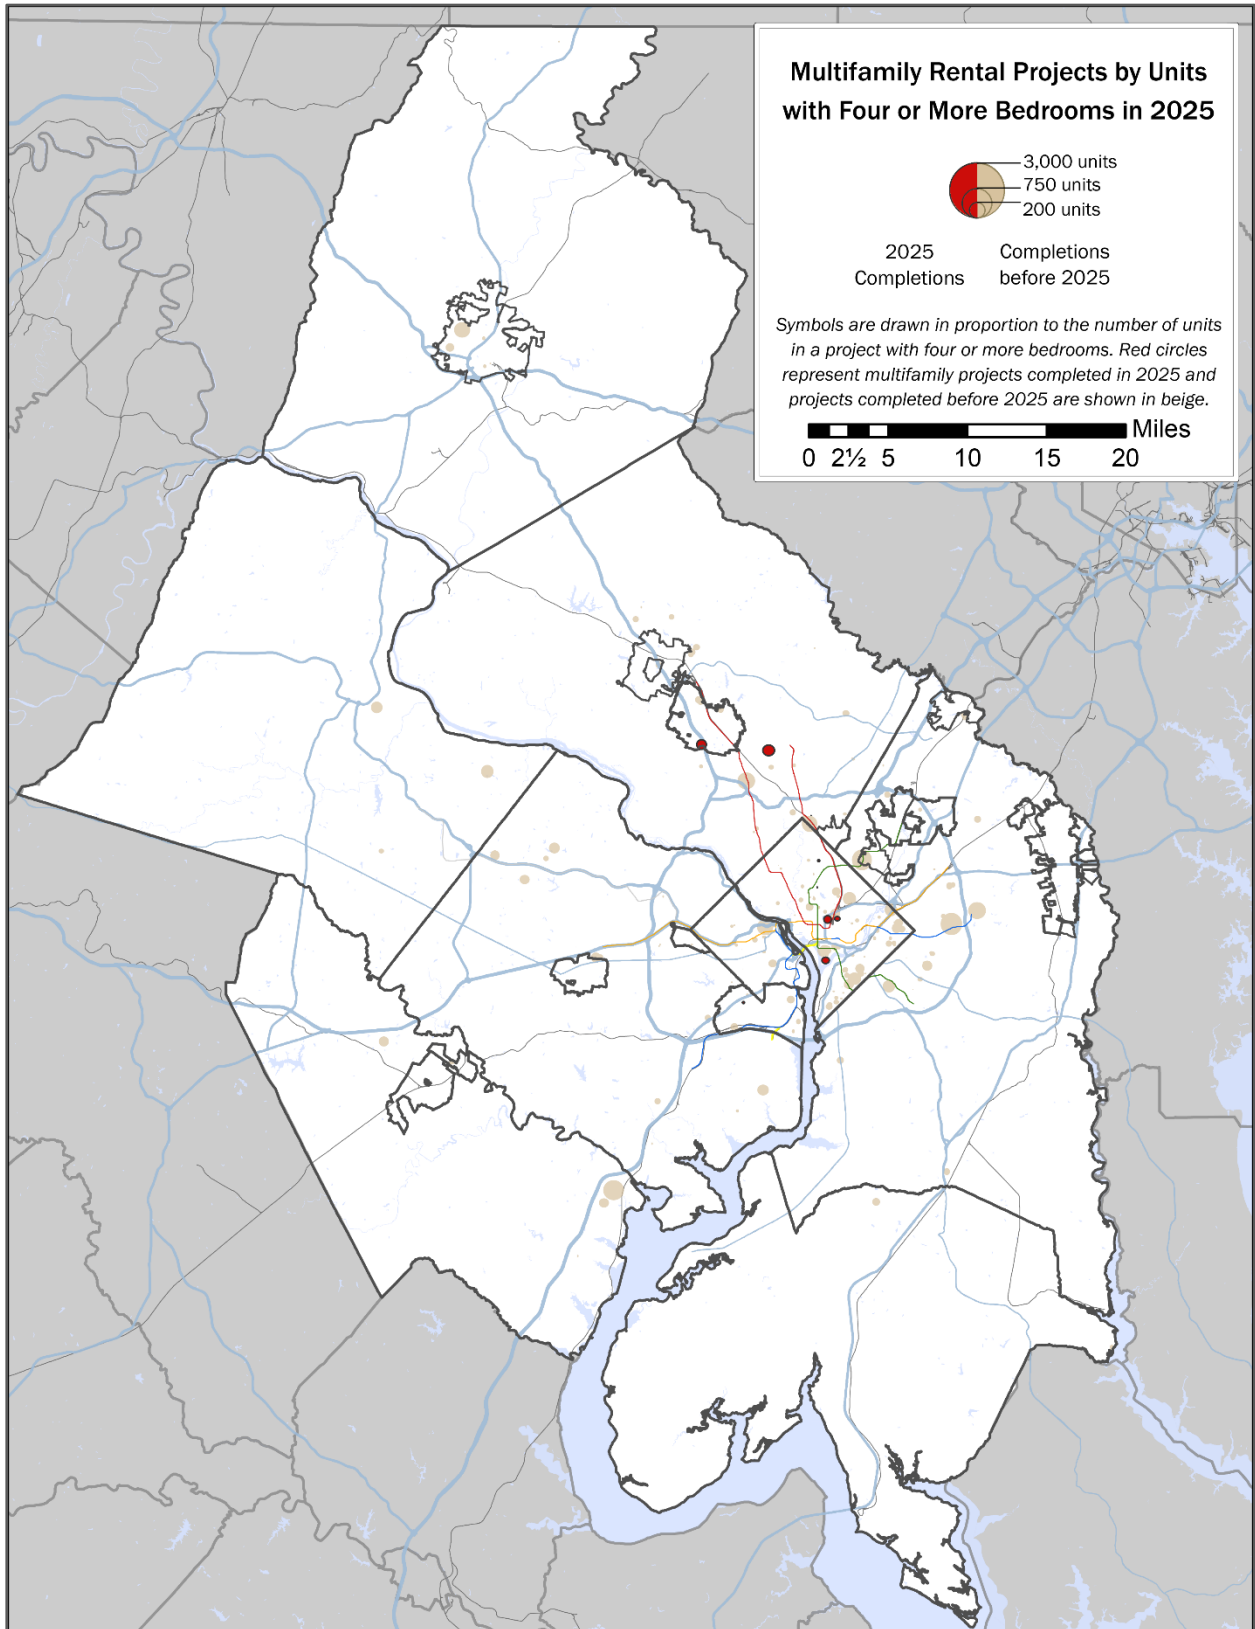 Multifamily Rental Projects by Units
with Four or More Bedrooms in 2025
3,000 units
750 units
200 units
2025
Completions
Completions
before 2025
Symbols are drawn in proportion to the number of units
in a project with four or more bedrooms. Red circles
represent multifamily projects completed in 2025 and
projects completed before 2025 are shown in beige.
Miles
0 2½ 5 10 15 20